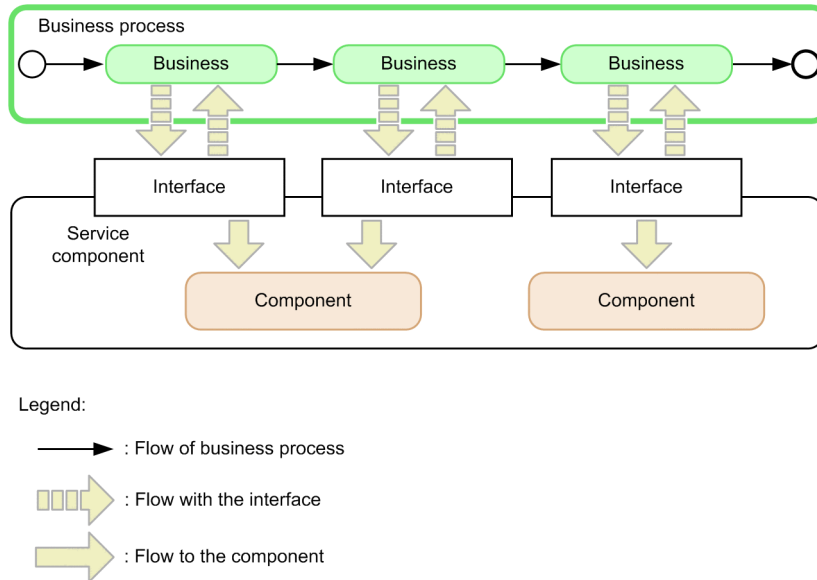 Business process
Business
Business
Business
Interface
Interface
Interface
Service
component
Component
Component
Legend:
: Flow of business process
: Flow with the interface
: Flow to the component